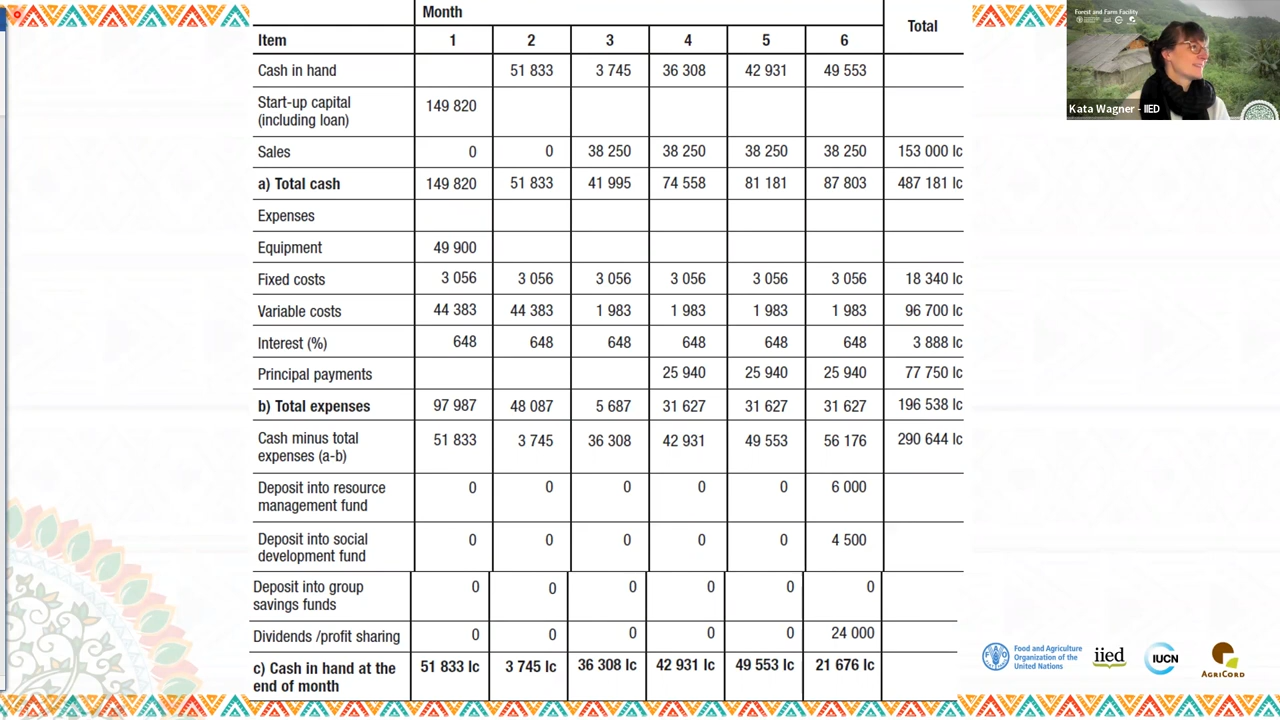 Month
Total
Item 1 2 3 4 5 6
Cash in hand 51 833 3 745 36 308 42 931 49 553
Start-up capital
(including loan) 149 820
Sales 0 0 38 250 38 250 38 250 38 250 153 000 lc
a) Total cash 149 820 51 833 41 995 74 558 81 181 87 803 487 181 lc
Expenses
Equipment 49 900
Fixed costs 3 056 3 056 3 056 3 056 3 056 3 056 18 340 lc
Variable costs 44 383 44 383 1 983 1 983 1 983 1 983 96 700 lc
Interest (%) 648 648 648 648 648 648 3 888 lc
Principal payments 25 940 25 940 25 940 77 750 lc
b) Total expenses 97 987 48 087 5 687 31 627 31 627 31 627 196 538 lc
Cash minus total
expenses (a-b) 51 833 3 745 36 308 42 931 49 553 56 176 290 644 lc
Deposit into resource
management fund 0 0 0 0 0 6 000
Deposit into social
development fund 0 0 0 0 0 4 500
Deposit into group
savings funds 0 0 0 0 0 0
Dividends /profit sharing 0 0 0 0 0 24 000
c) Cash in hand at the
end of month 51 833 lc 3 745 lc 36 308 lc 42 931 lc 49 553 lc 21 676 lc
Forest and Farm Facility
Kata Wagner - IIED
Food and Agriculture
Organization of the
United Nations
iied
IUCN
AGRICORD